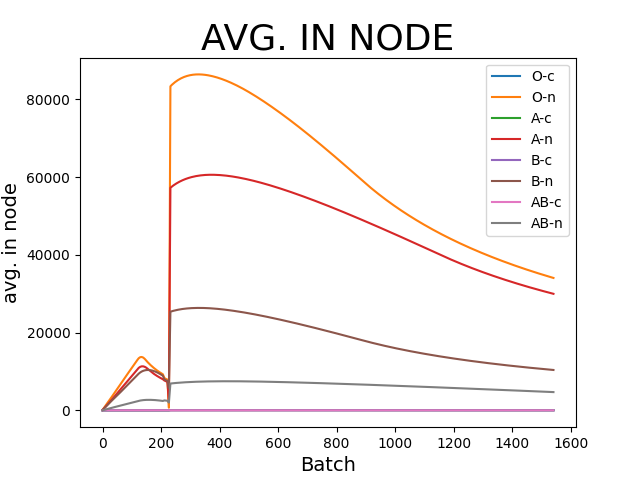 AVG. IN NODE
avg. in node
80000
60000
40000
20000
0
0 200 400 600 800 1000 1200 1400 1600
Batch
O-c
O-n
A-c
A-n
B-c
B-n
AB-c
AB-n